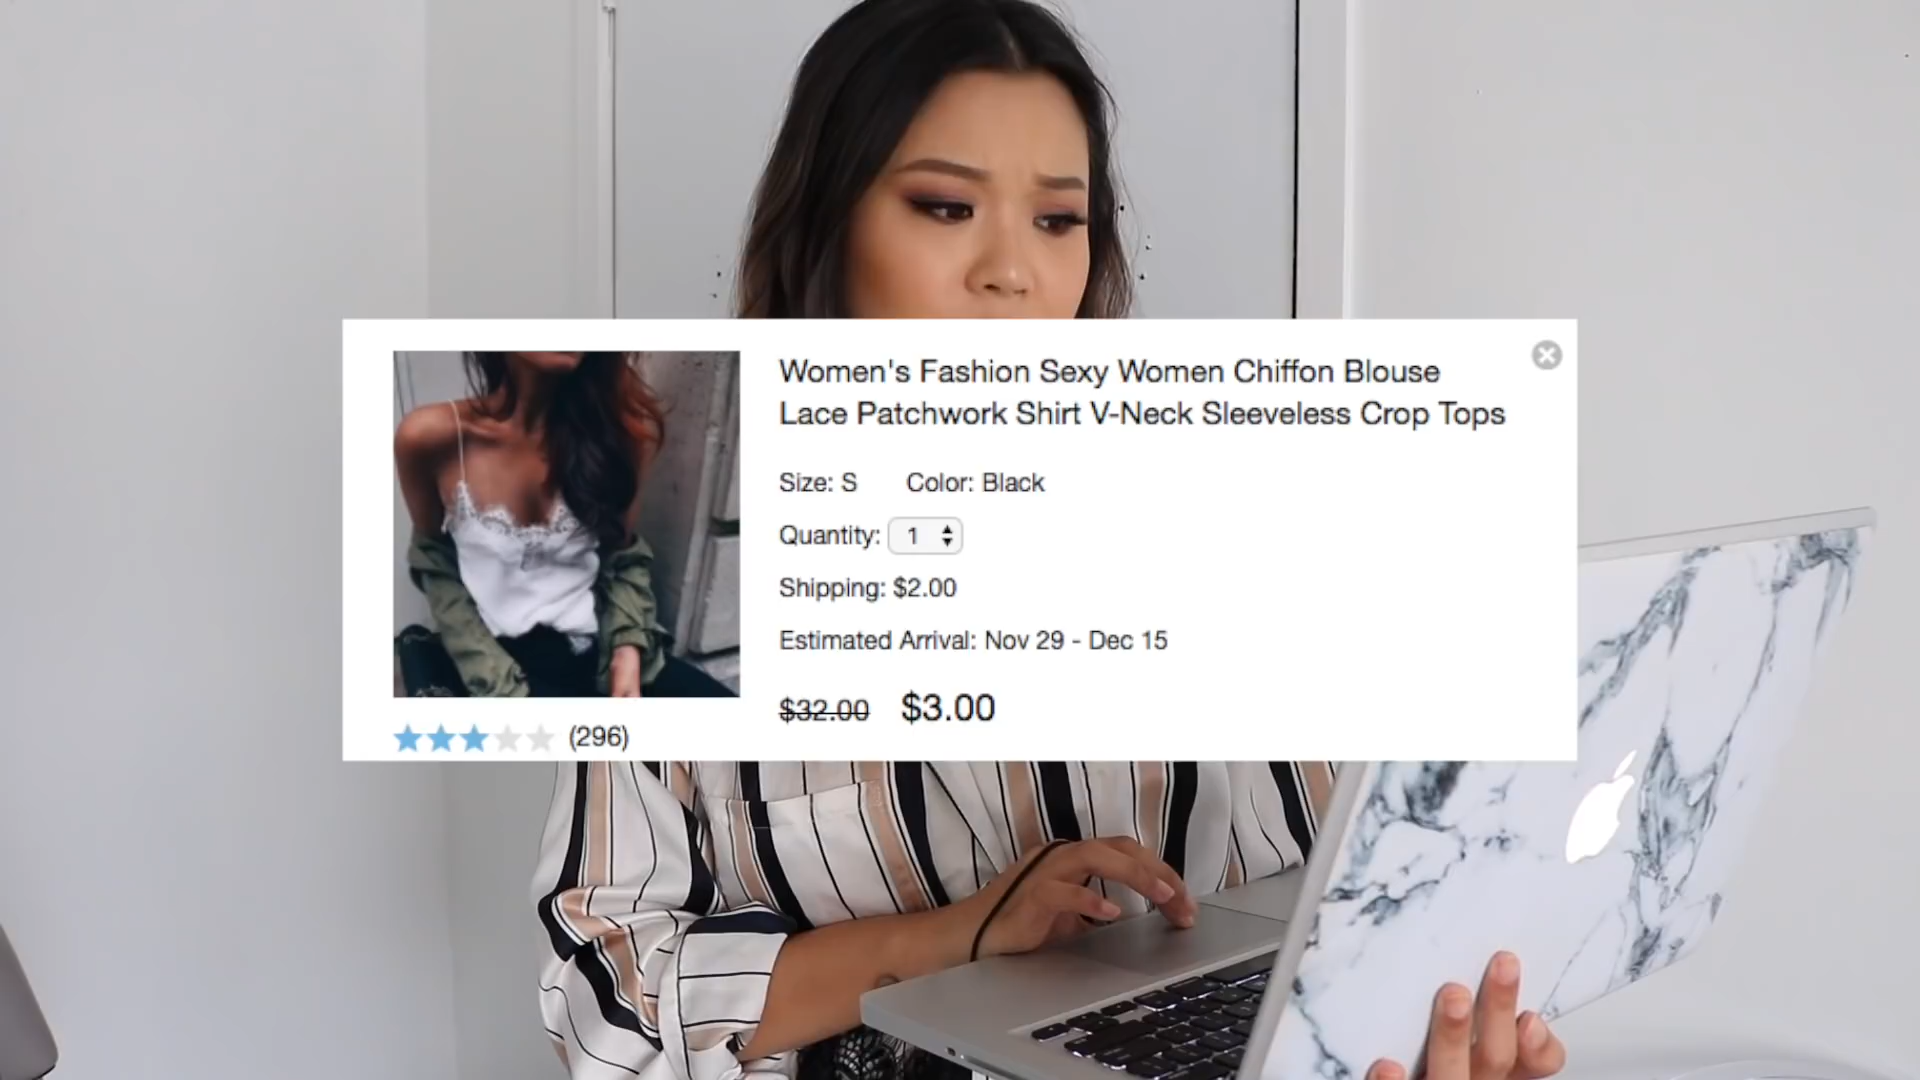 Women's Fashion Sexy Women Chiffon Blouse
Lace Patchwork Shirt V-Neck Sleeveless Crop Tops
Size: S Color: Black
Quantity: 1
Shipping: $2.00
Estimated Arrival: Nov 29 - Dec 15
$32.00 $3.00
(296)